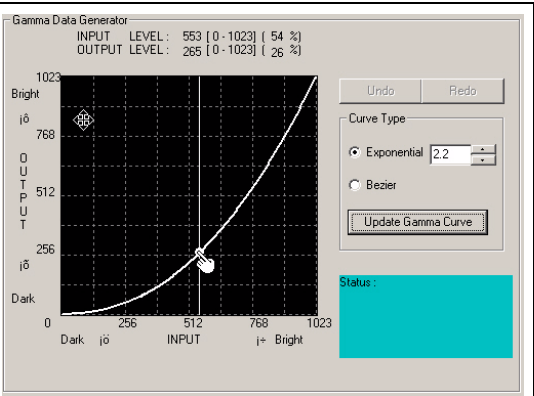 Gamma Data Generator
INPUT LEVEL : 553 [ 0 - 1023] ( 54 %)
OUTPUT LEVEL : 265 [ 0 - 1023] ( 26 %)
1023
Bright
¡ô
768
OUTPUT
512
256
¡õ
Dark
0 256 512 768 1023
Dark ¡ö INPUT ¡÷ Bright
Undo Redo
Curve Type
Exponential 2.2
Bezier
Update Gamma Curve
Status :